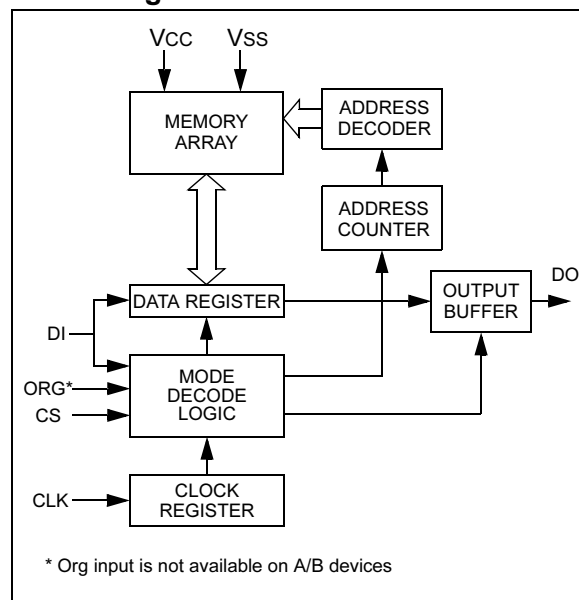 VCC
VSS
MEMORY
ARRAY
ADDRESS
DECODER
ADDRESS
COUNTER
DATA REGISTER
OUTPUT
BUFFER
DO
DI
MODE
DECODE
LOGIC
ORG*
CS
CLK
CLOCK
REGISTER
* Org input is not available on A/B devices